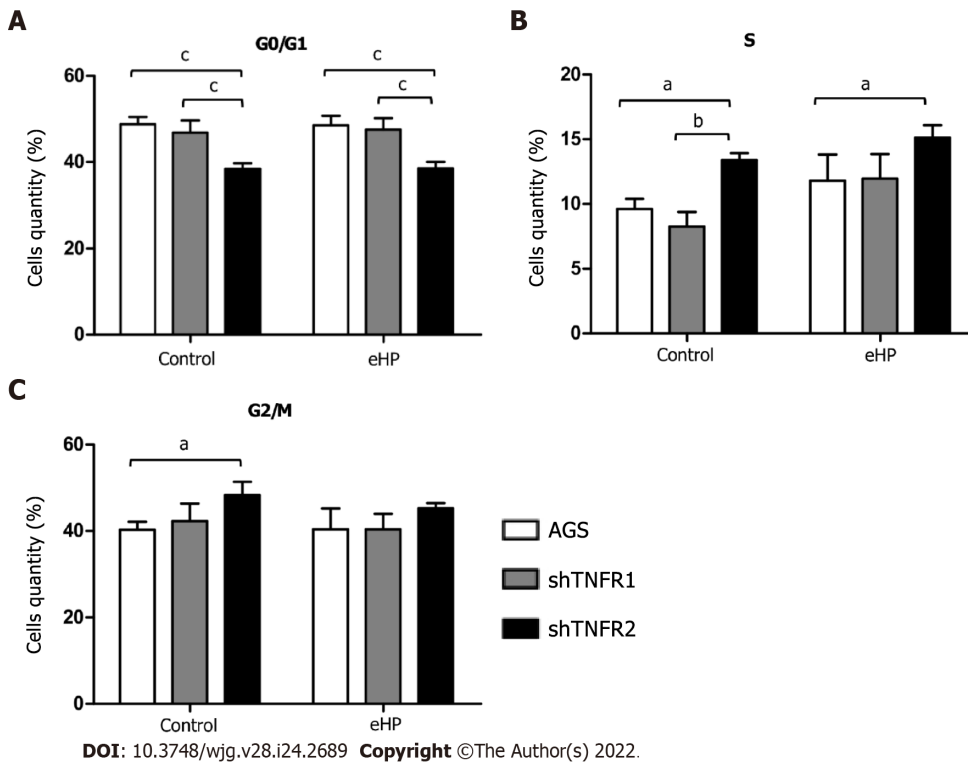 A
G0/G1
c
c
c
c
60
40
20
0
Cells quantity (%)
Control
eHP
B
S
a
b
a
20
15
10
5
0
Cells quantity (%)
Control
eHP
C
G2/M
a
60
40
20
0
Cells quantity (%)
Control
eHP
AGS
shTNFR1
shTNFR2
DOI: 10.3748/wjg.v28.i24.2689 Copyright ©The Author(s) 2022.